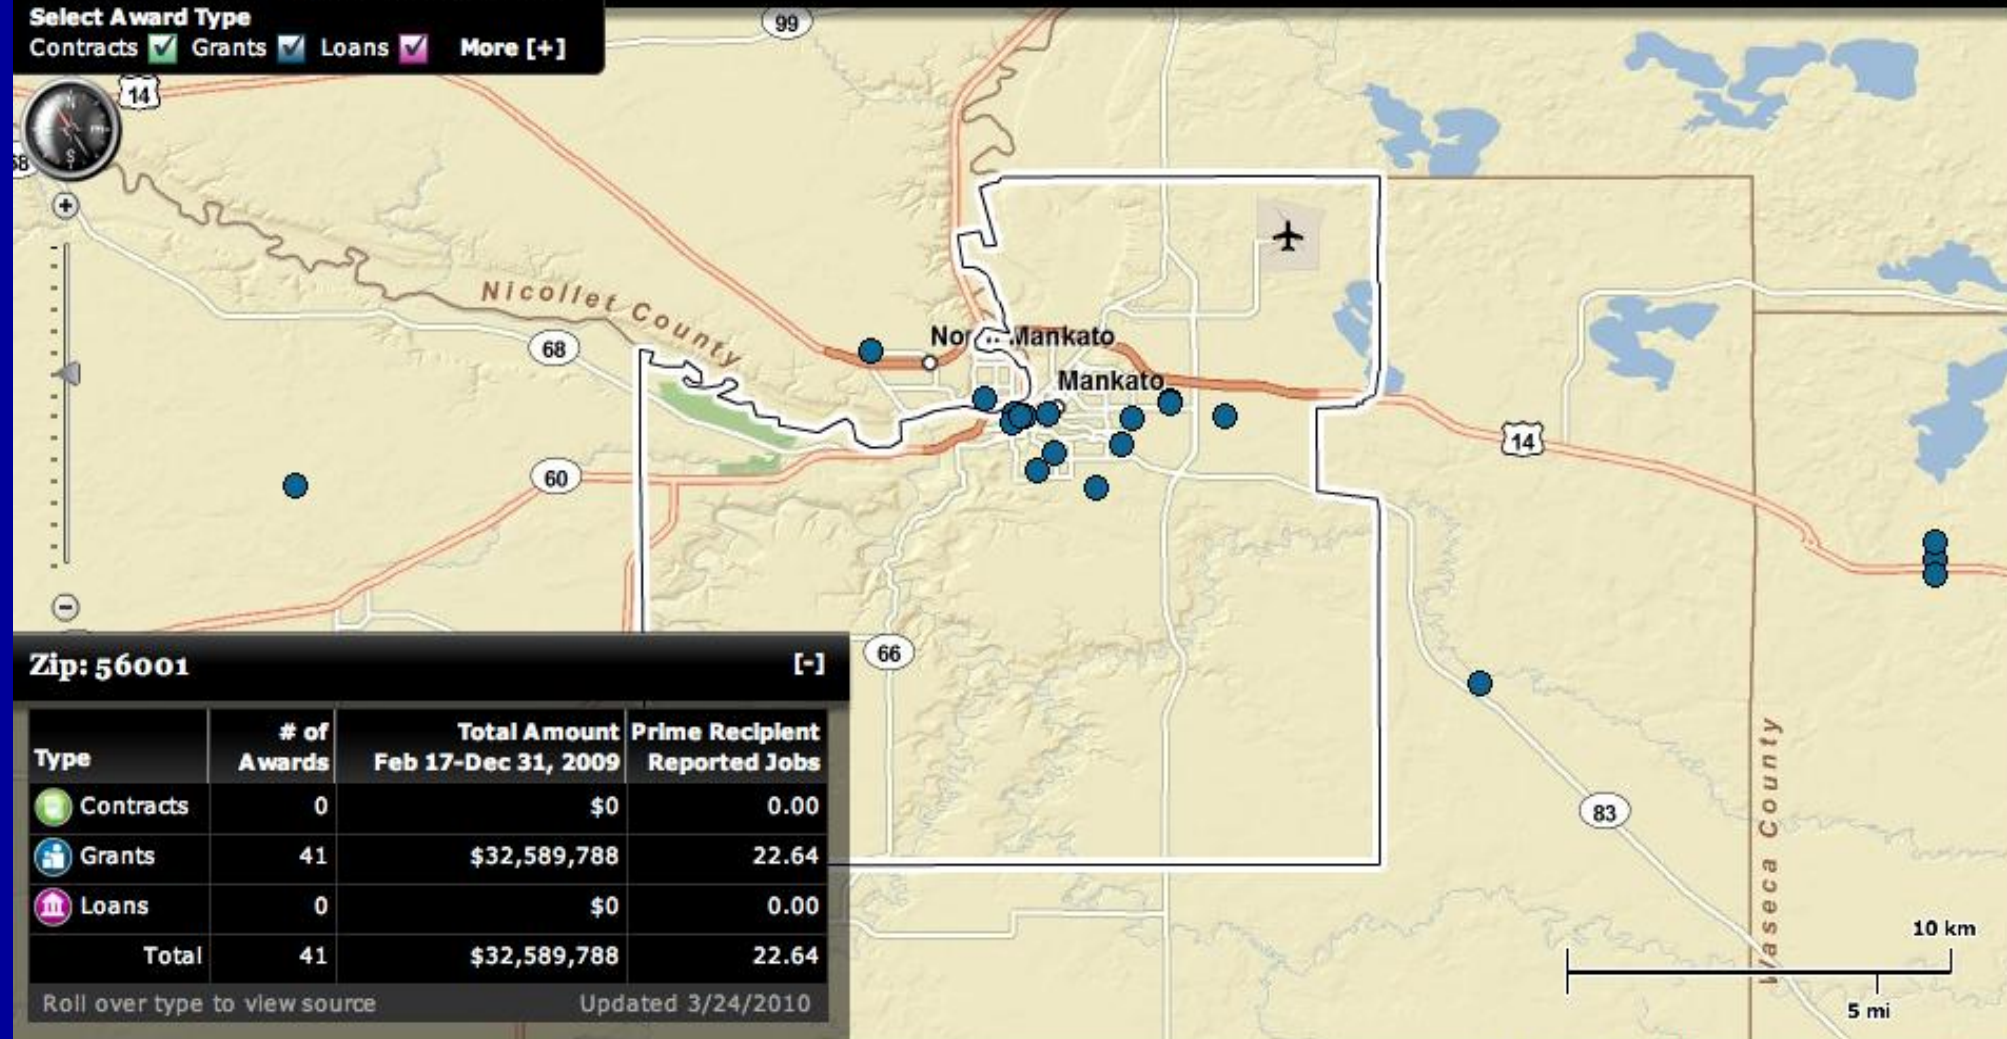 Select Award Type
Contracts Grants Loans More [+]
99
14
68
N
S
Nicollet County
North Mankato
68
Mankato
14
60
66
83
Waseca County
10 km
5 mi
Zip: 56001 [-]
Type # of Awards Total Amount Feb 17-Dec 31, 2009 Prime Recipient Reported Jobs
Contracts 0 $0 0.00
Grants 41 $32,589,788 22.64
Loans 0 $0 0.00
Total 41 $32,589,788 22.64
Roll over type to view source Updated 3/24/2010